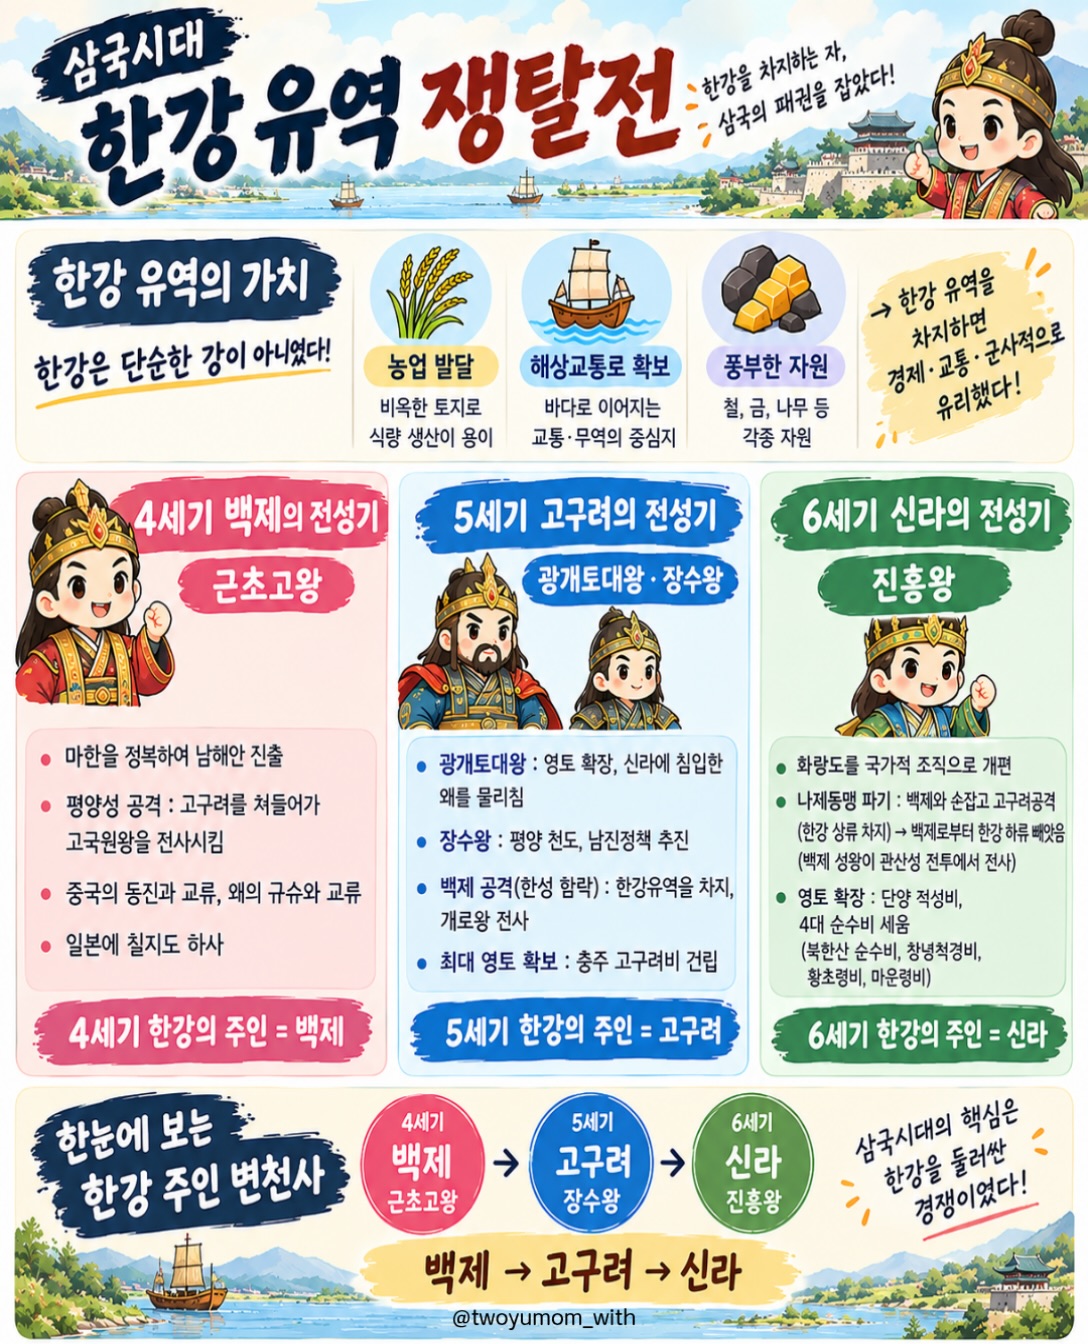 삼국시대
한강 유역 쟁탈전
한강을 차지하는 자,
삼국의 패권을 잡았다!
한강 유역의 가치
한강은 단순한 강이 아니였다!
농업 발달
비옥한 토지로
식량 생산이 용이
해상교통로 확보
바다로 이어지는
교통·무역의 중심지
풍부한 자원
철, 금, 나무 등
각종 자원
→ 한강 유역을
차지하면
경제·교통·군사적으로
유리했다!
4세기 백제의 전성기
근초고왕
• 마한을 정복하여 남해안 진출
• 평양성 공격 : 고구려를 쳐들어가
고국원왕을 전사시킴
• 중국의 동진과 교류, 왜의 규슈와 교류
• 일본에 칠지도 하사
4세기 한강의 주인 = 백제
5세기 고구려의 전성기
광개토대왕 · 장수왕
• 광개토대왕 : 영토 확장, 신라에 침입한
왜를 물리침
• 장수왕 : 평양 천도, 남진정책 추진
• 백제 공격(한성 함락) : 한강유역을 차지,
개로왕 전사
• 최대 영토 확보 : 충주 고구려비 건립
5세기 한강의 주인 = 고구려
6세기 신라의 전성기
진흥왕
• 화랑도를 국가적 조직으로 개편
• 나제동맹 파기 : 백제와 손잡고 고구려공격
(한강 상류 차지) → 백제로부터 한강 하류 빼앗음
(백제 성왕이 관산성 전투에서 전사)
• 영토 확장 : 단양 적성비,
4대 순수비 세움
(북한산 순수비, 창녕척경비,
황초령비, 마운령비)
6세기 한강의 주인 = 신라
한눈에 보는
한강 주인 변천사
4세기
백제
근초고왕
→
5세기
고구려
장수왕
→
6세기
신라
진흥왕
백제 → 고구려 → 신라
삼국시대의 핵심은
한강을 둘러싼
경쟁이였다!
@twoyumom_with